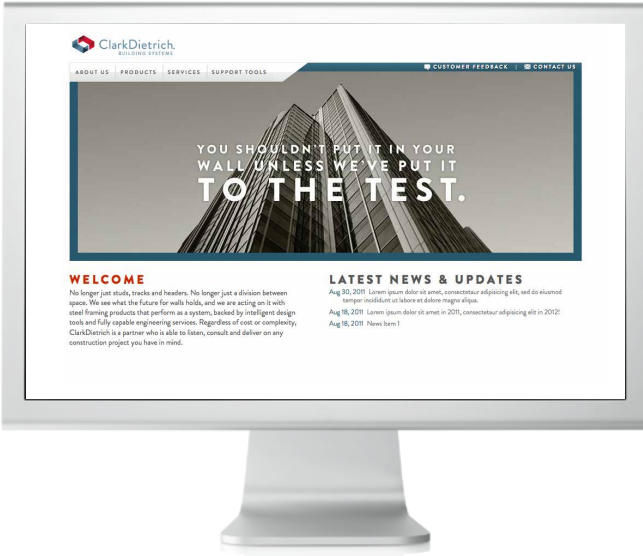 ClarkDietrich.
BUILDING SYSTEMS
ABOUT US PRODUCTS SERVICES SUPPORT TOOLS
CUSTOMER FEEDBACK | CONTACT US
YOU SHOULDN'T PUT IT IN YOUR
WALL UNLESS WE'VE PUT IT
TO THE TEST.
WELCOME
No longer just studs, tracks and headers. No longer just a division between
space. We see what the future for walls holds, and we are acting on it with
steel framing products that perform as a system, backed by intelligent design
tools and fully capable engineering services. Regardless of cost or complexity,
ClarkDietrich is a partner who is able to listen, consult and deliver on any
construction project you have in mind.
LATEST NEWS & UPDATES
Aug 30, 2011 Lorem ipsum dolor sit amet, consectetaur adipisicing elit, sed do eiusmod
tempor incididunt ut labore et dolore magna aliqua.
Aug 18, 2011 Lorem ipsum dolor sit amet in 2011, consectetaur adipisicing elit in 2012!
Aug 18, 2011 News Item 1